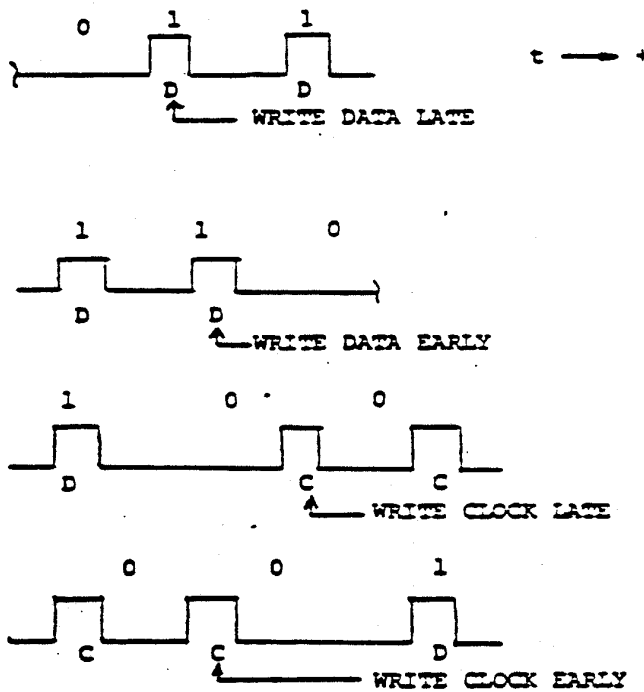 0 1 1
t → +
D D
WRITE DATA LATE
1 1 0
D D
WRITE DATA EARLY
1 0 0
D C C
WRITE CLOCK LATE
0 0 1
C C D
WRITE CLOCK EARLY